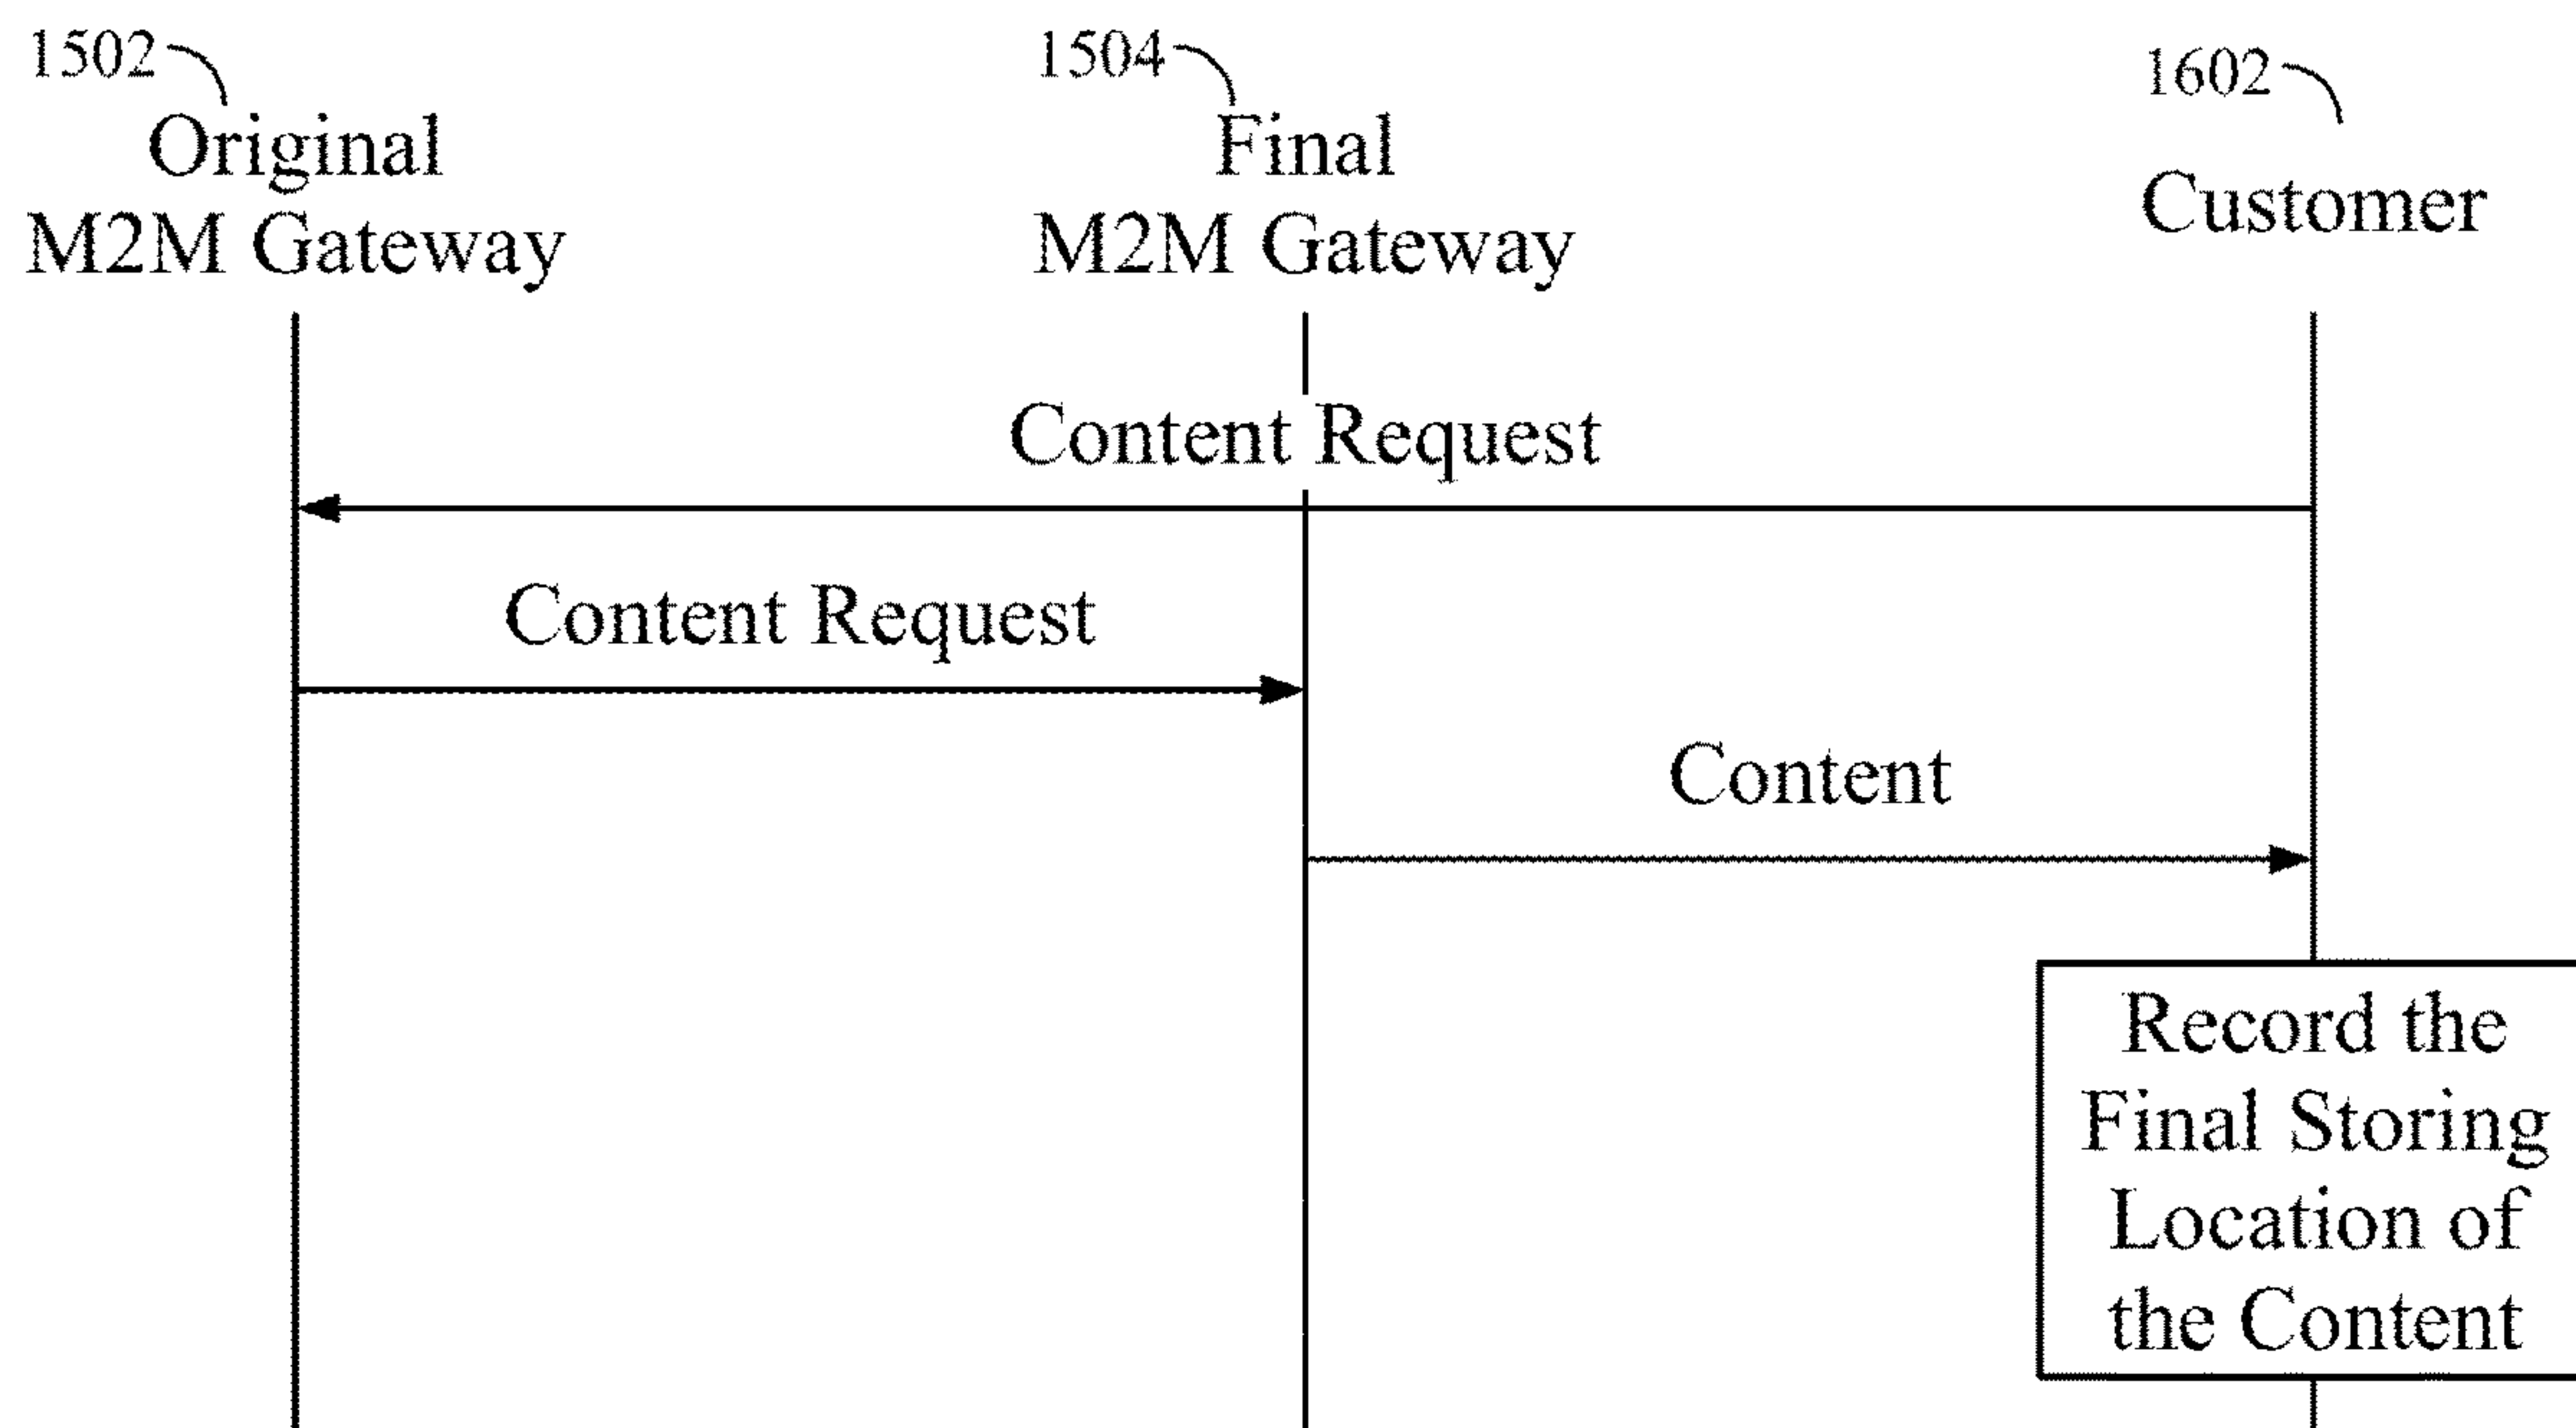 1502
Original
M2M Gateway
1504
Final
M2M Gateway
1602
Customer
Content Request
Content Request
Content
Record the
Final Storing
Location of
the Content